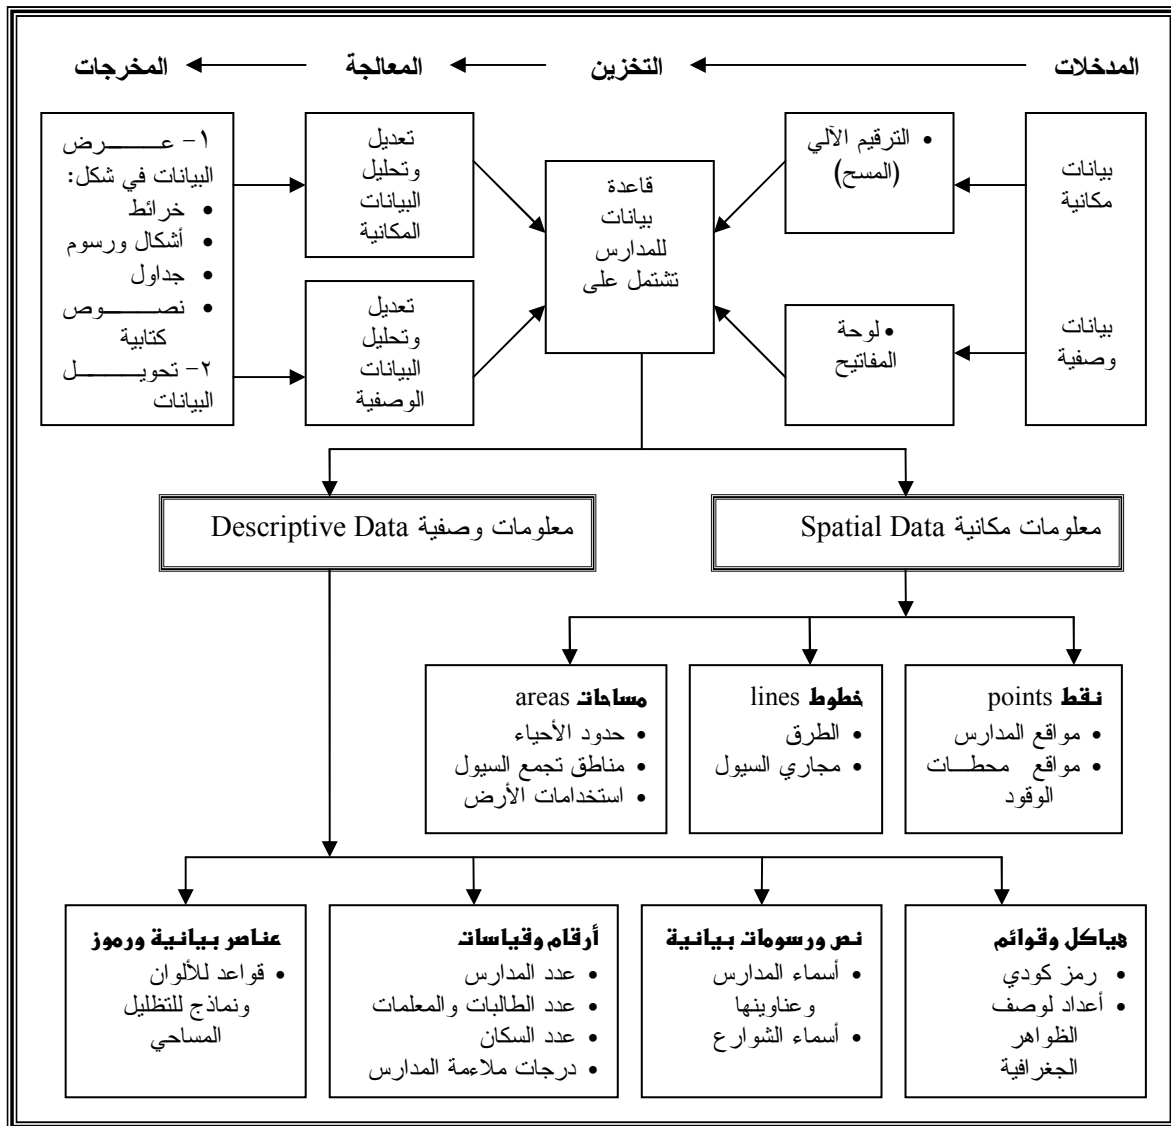 المدخلات
التخزين
المعالجة
المخرجات
بيانات
مكانية
بيانات
وصفية
• الترقيم الآلي
(المسح)
• لوحة
المفاتيح
قاعدة
بيانات
للمدارس
تشتمل على
تعديل
وتحليل
البيانات
المكانية
تعديل
وتحليل
البيانات
الوصفية
١- عـــــرض
البيانات في شكل:
• خرائط
• أشكال ورسوم
• جداول
• نصـــــوص
كتابية
٢- تحويـــــل
البيانات
معلومات مكانية Spatial Data
معلومات وصفية Descriptive Data
نقط points
• مواقع المدارس
• مواقع محطـــات
الوقود
خطوط lines
• الطرق
• مجاري السيول
مساحات areas
• حدود الأحياء
• مناطق تجمع السيول
• استخدامات الأرض
هياكل وقوائم
• رمز كودي
• أعداد لوصف
الظواهر
الجغرافية
نص ورسومات بيانية
• أسماء المدارس
وعناوينها
• أسماء الشوارع
أرقام وقياسات
• عدد المدارس
• عدد الطالبات والمعلمات
• عدد السكان
• درجات ملاءمة المدارس
عناصر بيانية ورموز
• قواعد للألوان
ونماذج للتظليل
المساحي